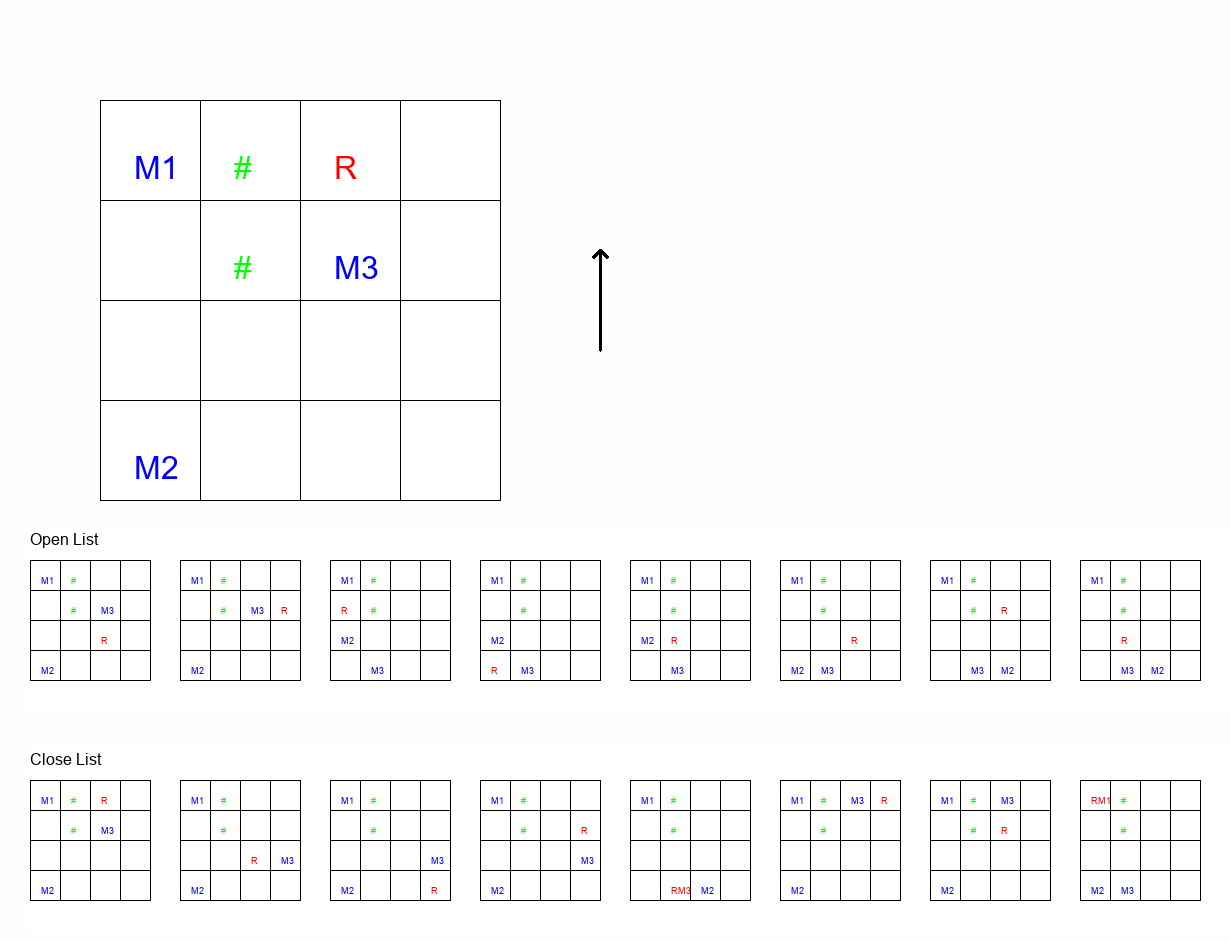 M1 # R
# M3
M2
Open List
M1 # M1 # M1 # M1 # M1 # M1 # M1 # M1 #
# M3 # M3 R R # # # # # R #
R M2 M2 M2 R R R
M2 M2 M3 R M3 M3 M2 M3 M3 M2 M3 M2
Close List
M1 # R M1 # M1 # M1 # M1 # M1 # M3 R M1 # M3 RM1 #
# M3 # # # R # # # R #
R M3 M3 M3
M2 M2 M2 R M2 RM3 M2 M2 M2 M2 M3